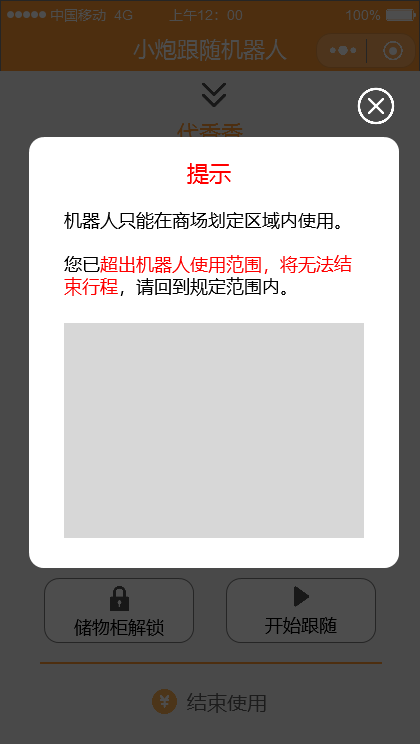 中国移动 4G 上午12：00 100%
小炮跟随机器人
提示
机器人只能在商场划定区域内使用。
您已超出机器人使用范围，将无法结
束行程，请回到规定范围内。
储物柜解锁 开始跟随
结束使用